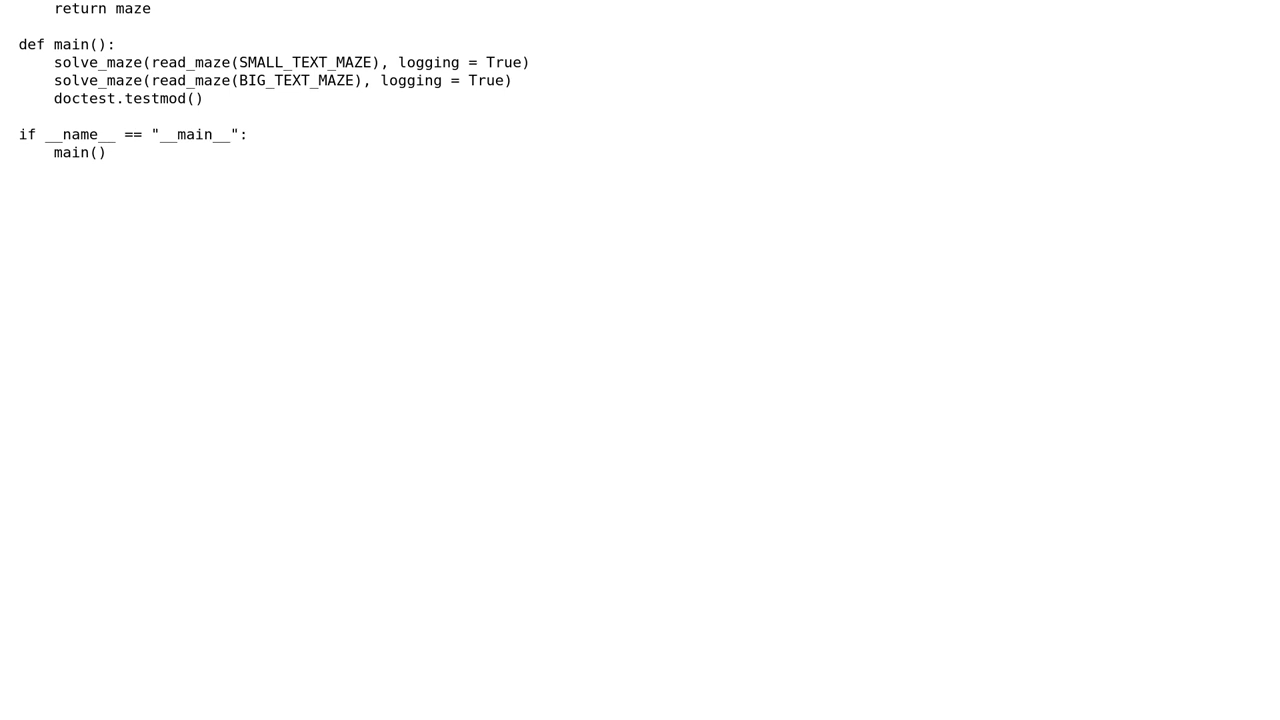 return maze

def main():
    solve_maze(read_maze(SMALL_TEXT_MAZE), logging = True)
    solve_maze(read_maze(BIG_TEXT_MAZE), logging = True)
    doctest.testmod()

if __name__ == "__main__":
    main()